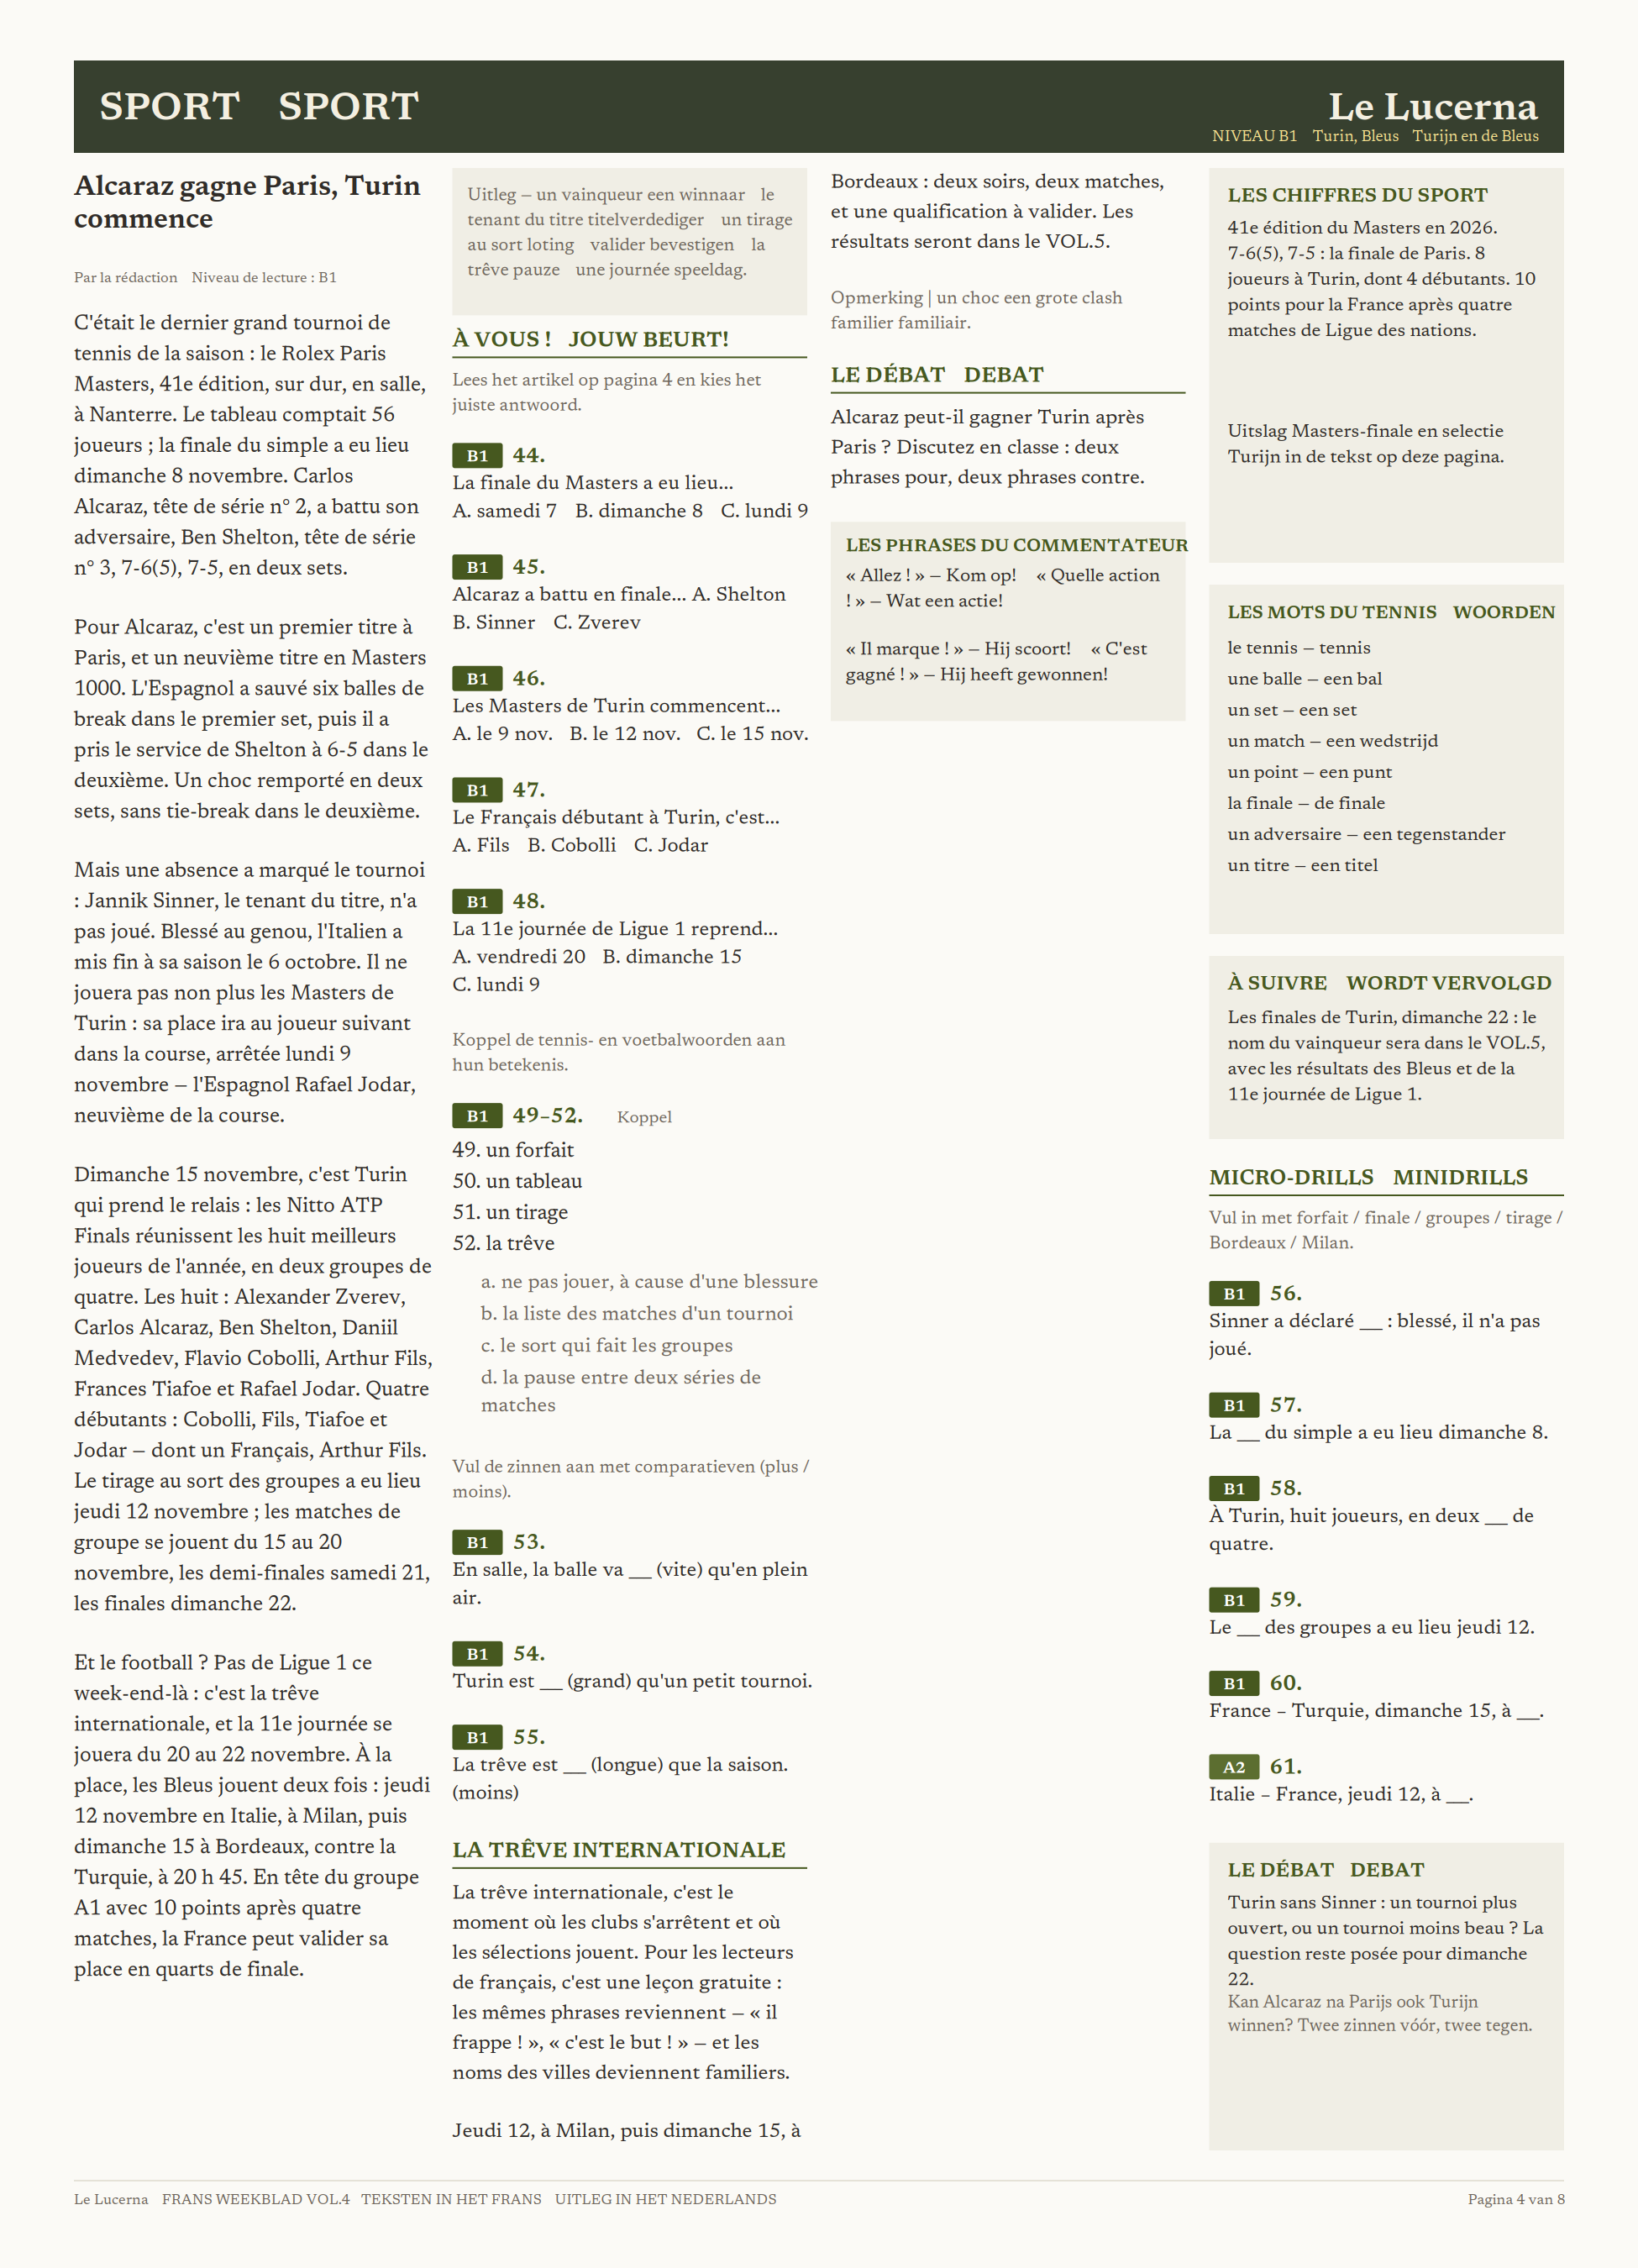 SPORT SPORT
Le Lucerna
NIVEAU B1 Turin, Bleus Turijn en de Bleus
Alcaraz gagne Paris, Turin
commence
Par la rédaction Niveau de lecture : B1
C'était le dernier grand tournoi de
tennis de la saison : le Rolex Paris
Masters, 41e édition, sur dur, en salle,
à Nanterre. Le tableau comptait 56
joueurs ; la finale du simple a eu lieu
dimanche 8 novembre. Carlos
Alcaraz, tête de série n° 2, a battu son
adversaire, Ben Shelton, tête de série
n° 3, 7-6(5), 7-5, en deux sets.
Pour Alcaraz, c'est un premier titre à
Paris, et un neuvième titre en Masters
1000. L'Espagnol a sauvé six balles de
break dans le premier set, puis il a
pris le service de Shelton à 6-5 dans le
deuxième. Un choc remporté en deux
sets, sans tie-break dans le deuxième.
Mais une absence a marqué le tournoi
: Jannik Sinner, le tenant du titre, n'a
pas joué. Blessé au genou, l'Italien a
mis fin à sa saison le 6 octobre. Il ne
jouera pas non plus les Masters de
Turin : sa place ira au joueur suivant
dans la course, arrêtée lundi 9
novembre – l'Espagnol Rafael Jodar,
neuvième de la course.
Dimanche 15 novembre, c'est Turin
qui prend le relais : les Nitto ATP
Finals réunissent les huit meilleurs
joueurs de l'année, en deux groupes de
quatre. Les huit : Alexander Zverev,
Carlos Alcaraz, Ben Shelton, Daniil
Medvedev, Flavio Cobolli, Arthur Fils,
Frances Tiafoe et Rafael Jodar. Quatre
débutants : Cobolli, Fils, Tiafoe et
Jodar – dont un Français, Arthur Fils.
Le tirage au sort des groupes a eu lieu
jeudi 12 novembre ; les matches de
groupe se jouent du 15 au 20
novembre, les demi-finales samedi 21,
les finales dimanche 22.
Et le football ? Pas de Ligue 1 ce
week-end-là : c'est la trêve
internationale, et la 11e journée se
jouera du 20 au 22 novembre. À la
place, les Bleus jouent deux fois : jeudi
12 novembre en Italie, à Milan, puis
dimanche 15 à Bordeaux, contre la
Turquie, à 20 h 45. En tête du groupe
A1 avec 10 points après quatre
matches, la France peut valider sa
place en quarts de finale.
Uitleg – un vainqueur een winnaar le
tenant du titre titelverdediger un tirage
au sort loting valider bevestigen la
trêve pauze une journée speeldag.
À VOUS ! JOUW BEURT!
Lees het artikel op pagina 4 en kies het
juiste antwoord.
B1 44.
La finale du Masters a eu lieu…
A. samedi 7 B. dimanche 8 C. lundi 9
B1 45.
Alcaraz a battu en finale… A. Shelton
B. Sinner C. Zverev
B1 46.
Les Masters de Turin commencent…
A. le 9 nov. B. le 12 nov. C. le 15 nov.
B1 47.
Le Français débutant à Turin, c'est…
A. Fils B. Cobolli C. Jodar
B1 48.
La 11e journée de Ligue 1 reprend…
A. vendredi 20 B. dimanche 15
C. lundi 9
Koppel de tennis- en voetbalwoorden aan
hun betekenis.
B1 49–52. Koppel
49. un forfait
50. un tableau
51. un tirage
52. la trêve
a. ne pas jouer, à cause d'une blessure
b. la liste des matches d'un tournoi
c. le sort qui fait les groupes
d. la pause entre deux séries de
matches
Vul de zinnen aan met comparatieven (plus /
moins).
B1 53.
En salle, la balle va __ (vite) qu'en plein
air.
B1 54.
Turin est __ (grand) qu'un petit tournoi.
B1 55.
La trêve est __ (longue) que la saison.
(moins)
LA TRÊVE INTERNATIONALE
La trêve internationale, c'est le
moment où les clubs s'arrêtent et où
les sélections jouent. Pour les lecteurs
de français, c'est une leçon gratuite :
les mêmes phrases reviennent – « il
frappe ! », « c'est le but ! » – et les
noms des villes deviennent familiers.
Jeudi 12, à Milan, puis dimanche 15, à
Bordeaux : deux soirs, deux matches,
et une qualification à valider. Les
résultats seront dans le VOL.5.
Opmerking | un choc een grote clash
familier familiair.
LE DÉBAT DEBAT
Alcaraz peut-il gagner Turin après
Paris ? Discutez en classe : deux
phrases pour, deux phrases contre.
LES PHRASES DU COMMENTATEUR
« Allez ! » – Kom op! « Quelle action
! » – Wat een actie!
« Il marque ! » – Hij scoort! « C'est
gagné ! » – Hij heeft gewonnen!
LES CHIFFRES DU SPORT
41e édition du Masters en 2026.
7-6(5), 7-5 : la finale de Paris. 8
joueurs à Turin, dont 4 débutants. 10
points pour la France après quatre
matches de Ligue des nations.
Uitslag Masters-finale en selectie
Turijn in de tekst op deze pagina.
LES MOTS DU TENNIS WOORDEN
le tennis – tennis
une balle – een bal
un set – een set
un match – een wedstrijd
un point – een punt
la finale – de finale
un adversaire – een tegenstander
un titre – een titel
À SUIVRE WORDT VERVOLGD
Les finales de Turin, dimanche 22 : le
nom du vainqueur sera dans le VOL.5,
avec les résultats des Bleus et de la
11e journée de Ligue 1.
MICRO-DRILLS MINIDRILLS
Vul in met forfait / finale / groupes / tirage /
Bordeaux / Milan.
B1 56.
Sinner a déclaré __ : blessé, il n'a pas
joué.
B1 57.
La __ du simple a eu lieu dimanche 8.
B1 58.
À Turin, huit joueurs, en deux __ de
quatre.
B1 59.
Le __ des groupes a eu lieu jeudi 12.
B1 60.
France – Turquie, dimanche 15, à __.
A2 61.
Italie – France, jeudi 12, à __.
LE DÉBAT DEBAT
Turin sans Sinner : un tournoi plus
ouvert, ou un tournoi moins beau ? La
question reste posée pour dimanche
22.
Kan Alcaraz na Parijs ook Turijn
winnen? Twee zinnen vóór, twee tegen.
Le Lucerna FRANS WEEKBLAD VOL.4 TEKSTEN IN HET FRANS UITLEG IN HET NEDERLANDS
Pagina 4 van 8